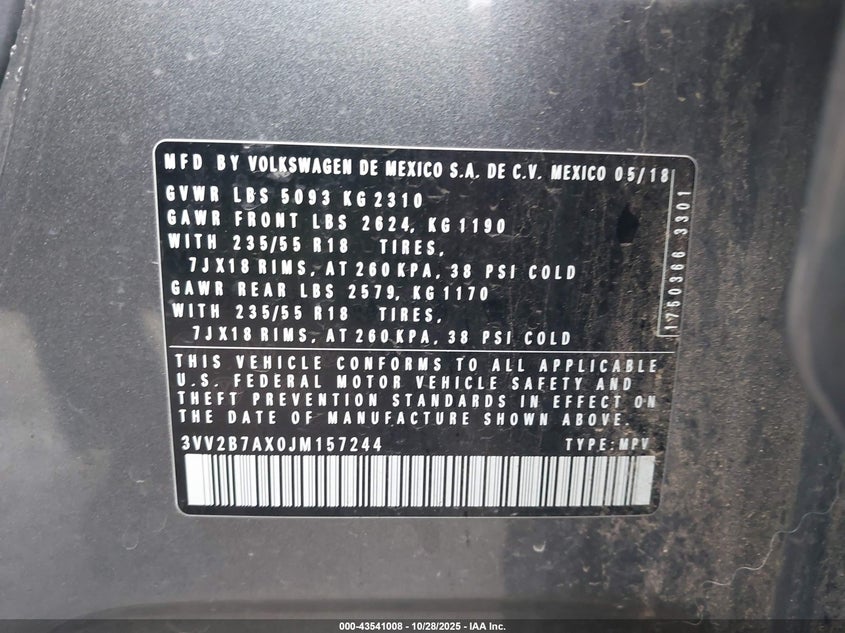 MFD BY VOLKSWAGEN DE MEXICO S.A. DE C.V. MEXICO 05/18
GVWR LBS 5093 KG 2310
GAWR FRONT LBS 2624, KG 1190
WITH 235/55 R18 TIRES,
7JX18 RIMS, AT 260 KPA, 38 PSI COLD
GAWR REAR LBS 2579, KG 1170
WITH 235/55 R18 TIRES,
7JX18 RIMS, AT 260 KPA, 38 PSI COLD
THIS VEHICLE CONFORMS TO ALL APPLICABLE
U.S. FEDERAL MOTOR VEHICLE SAFETY AND
THEFT PREVENTION STANDARDS IN EFFECT ON
THE DATE OF MANUFACTURE SHOWN ABOVE.
3VV2B7AX0JM157244 TYPE: MPV
1750366 3301
000-43541008 - 10/28/2025 - IAA Inc.